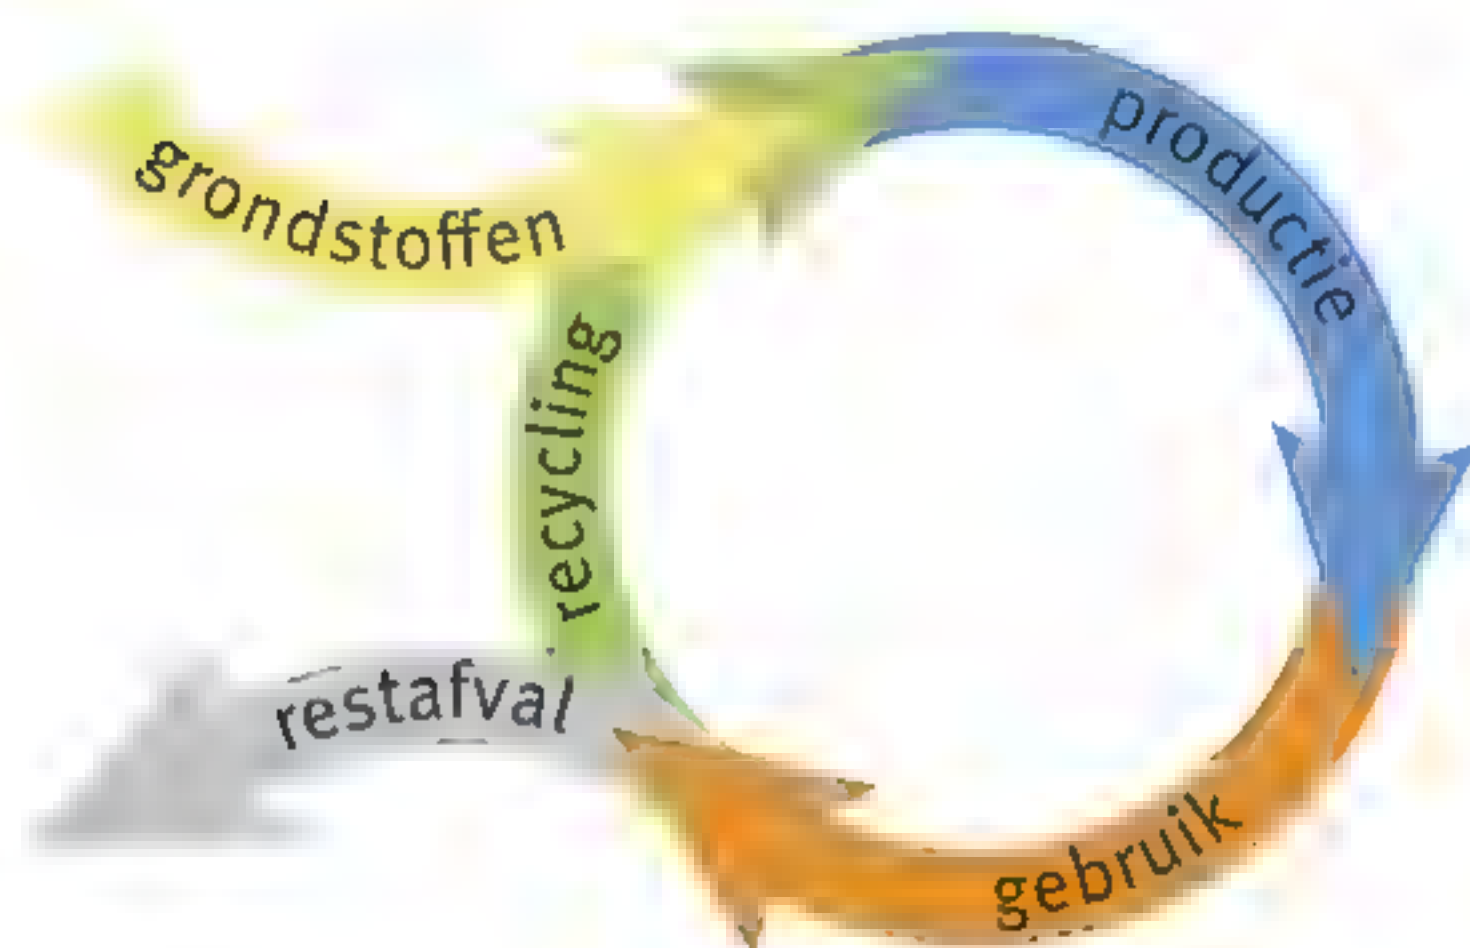 grondstoffen
productie
recycling
restafval
gebruik